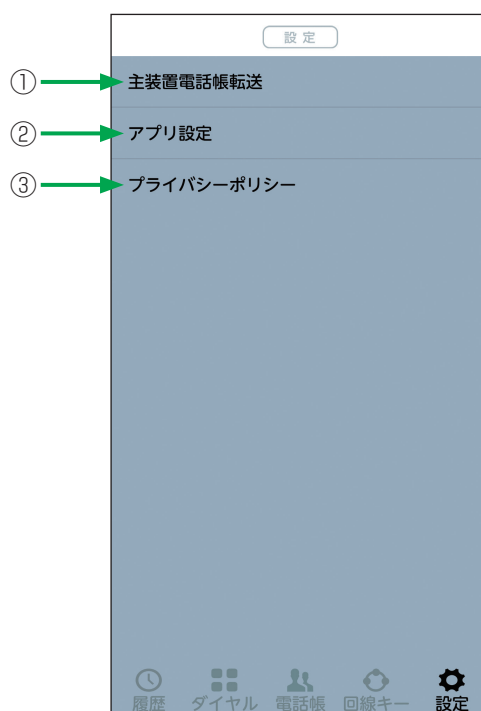 設定
① 主装置電話帳転送
② アプリ設定
③ プライバシーポリシー
履歴 ダイヤル 電話帳 回線キー 設定